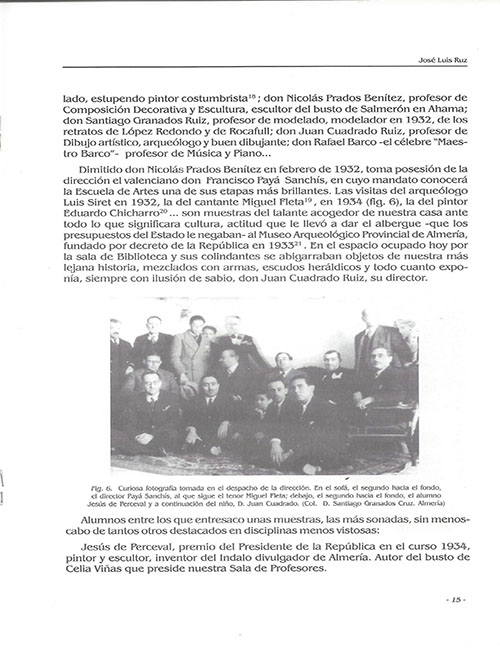 José Luis Ruz
lado, estupendo pintor costumbrista¹⁸; don Nicolás Prados Benítez, profesor de
Composición Decorativa y Escultura, escultor del busto de Salmerón en Alhama;
don Santiago Granados Ruiz, profesor de modelado, modelador en 1932, de los
retratos de López Redondo y de Rocafull; don Juan Cuadrado Ruiz, profesor de
Dibujo artístico, arqueólogo y buen dibujante; don Rafael Barco -el célebre "Maes-
tro Barco"- profesor de Música y Piano...
Dimitido don Nicolás Prados Benítez en febrero de 1932, toma posesión de la
dirección el valenciano don Francisco Payá Sanchís, en cuyo mandato conocerá
la Escuela de Artes una de sus etapas más brillantes. Las visitas del arqueólogo
Luis Siret en 1932, la del cantante Miguel Fleta¹⁹, en 1934 (fig. 6), la del pintor
Eduardo Chicharro²⁰... son muestras del talante acogedor de nuestra casa ante
todo lo que significara cultura, actitud que le llevó a dar el albergue -que los
presupuestos del Estado le negaban- al Museo Arqueológico Provincial de Almería,
fundado por decreto de la República en 1933²¹. En el espacio ocupado hoy por
la sala de Biblioteca y sus colindantes se abigarraban objetos de nuestra más
lejana historia, mezclados con armas, escudos heráldicos y todo cuanto expo-
nía, siempre con ilusión de sabio, don Juan Cuadrado Ruiz, su director.
Fig. 6. Curiosa fotografía tomada en el despacho de la dirección. En el sofá, el segundo hacia el fondo,
el director Payá Sanchís, al que sigue el tenor Miguel Fleta; debajo, el segundo hacia el fondo, el alumno
Jesús de Perceval y a continuación del niño, D. Juan Cuadrado. (Col. D. Santiago Granados Cruz. Almería)
Alumnos entre los que entresaco unas muestras, las más sonadas, sin menos-
cabo de tantos otros destacados en disciplinas menos vistosas:
Jesús de Perceval, premio del Presidente de la República en el curso 1934,
pintor y escultor, inventor del Indalo divulgador de Almería. Autor del busto de
Celia Viñas que preside nuestra Sala de Profesores.
- 15 -